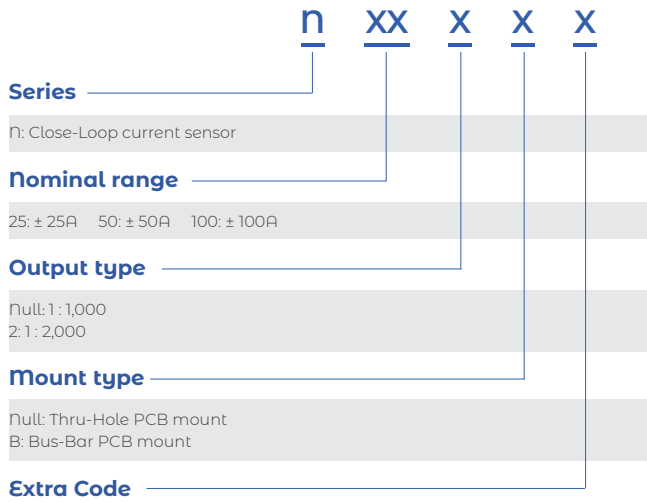 n xx x x x
Series
N: Close-Loop current sensor
Nominal range
25: ± 25A 50: ± 50A 100: ± 100A
Output type
Null: 1 : 1,000
2: 1 : 2,000
Mount type
Null: Thru-Hole PCB mount
B: Bus-Bar PCB mount
Extra Code